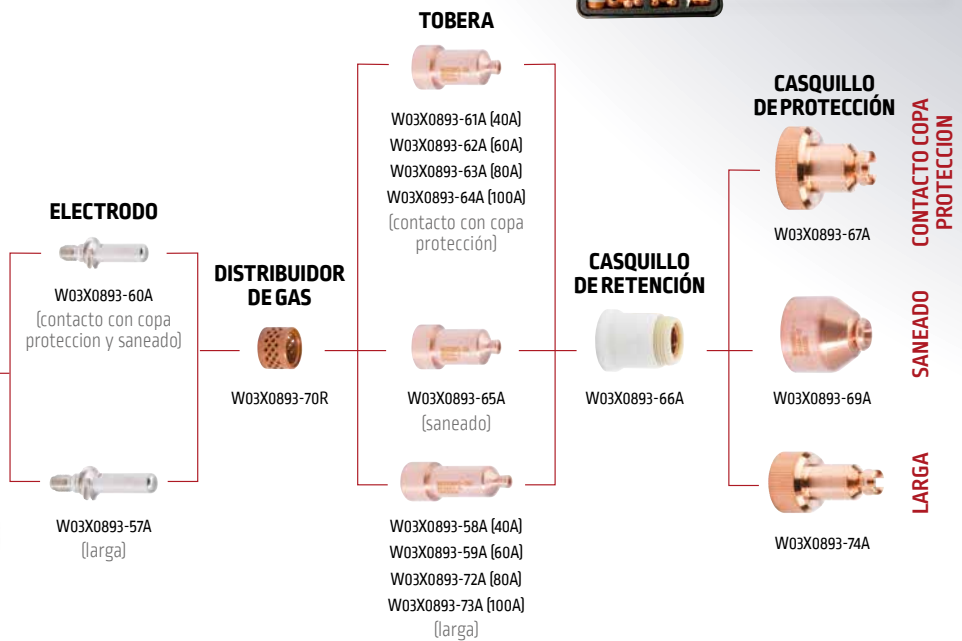 TOBERA
W03X0893-61A (40A)
W03X0893-62A (60A)
W03X0893-63A (80A)
W03X0893-64A (100A)
(contacto con copa
protección)
CASQUILLO
DE PROTECCIÓN
W03X0893-67A
CONTACTO COPA
PROTECCION
ELECTRODO
W03X0893-60A
(contacto con copa
proteccion y saneado)
DISTRIBUIDOR
DE GAS
W03X0893-70R
W03X0893-65A
(saneado)
CASQUILLO
DE RETENCIÓN
W03X0893-66A
W03X0893-69A
SANEADO
W03X0893-57A
(larga)
W03X0893-58A (40A)
W03X0893-59A (60A)
W03X0893-72A (80A)
W03X0893-73A (100A)
(larga)
W03X0893-74A
LARGA